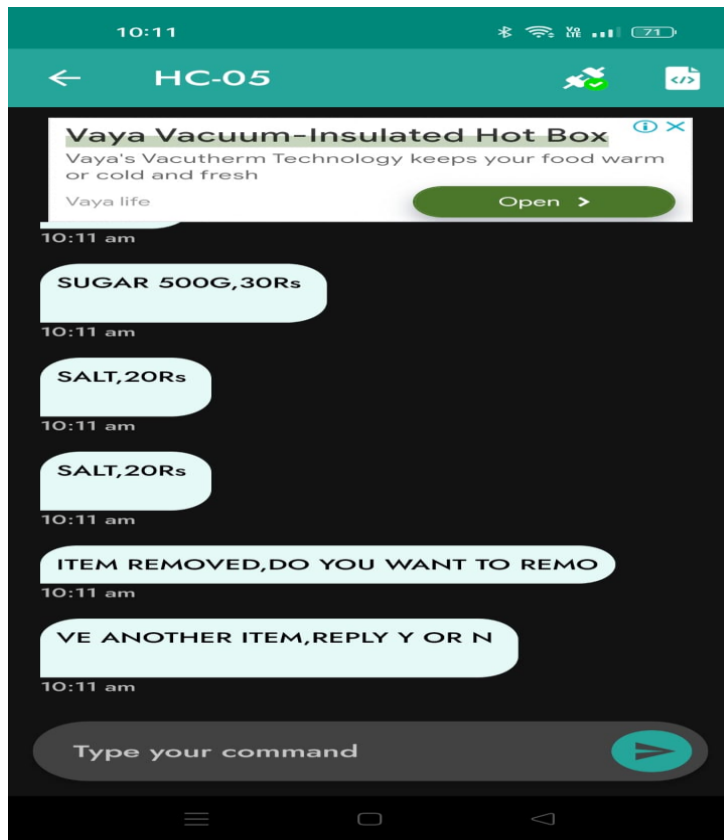 10:11
Vo
LTE
71
HC-05
</>
Vaya Vacuum-Insulated Hot Box
Vaya's Vacutherm Technology keeps your food warm
or cold and fresh
Vaya life
Open >
10:11 am
SUGAR 500G,30Rs
10:11 am
SALT,20Rs
10:11 am
SALT,20Rs
10:11 am
ITEM REMOVED,DO YOU WANT TO REMO
10:11 am
VE ANOTHER ITEM,REPLY Y OR N
10:11 am
Type your command